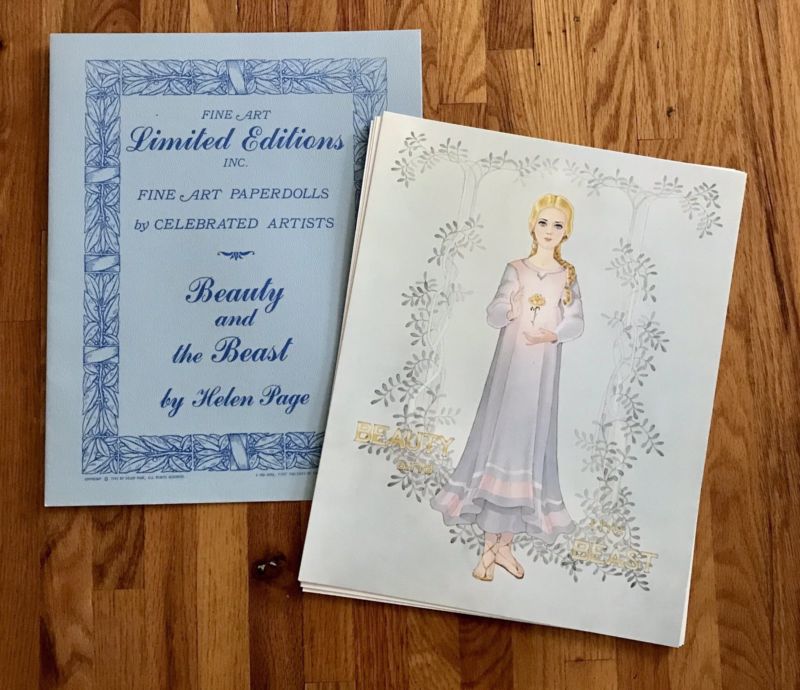 FINE ART
Limited Editions
INC.
FINE ART PAPERDOLLS
by CELEBRATED ARTISTS
Beauty
and
the Beast
by Helen Page
BEAUTY
AND
THE
BEAST